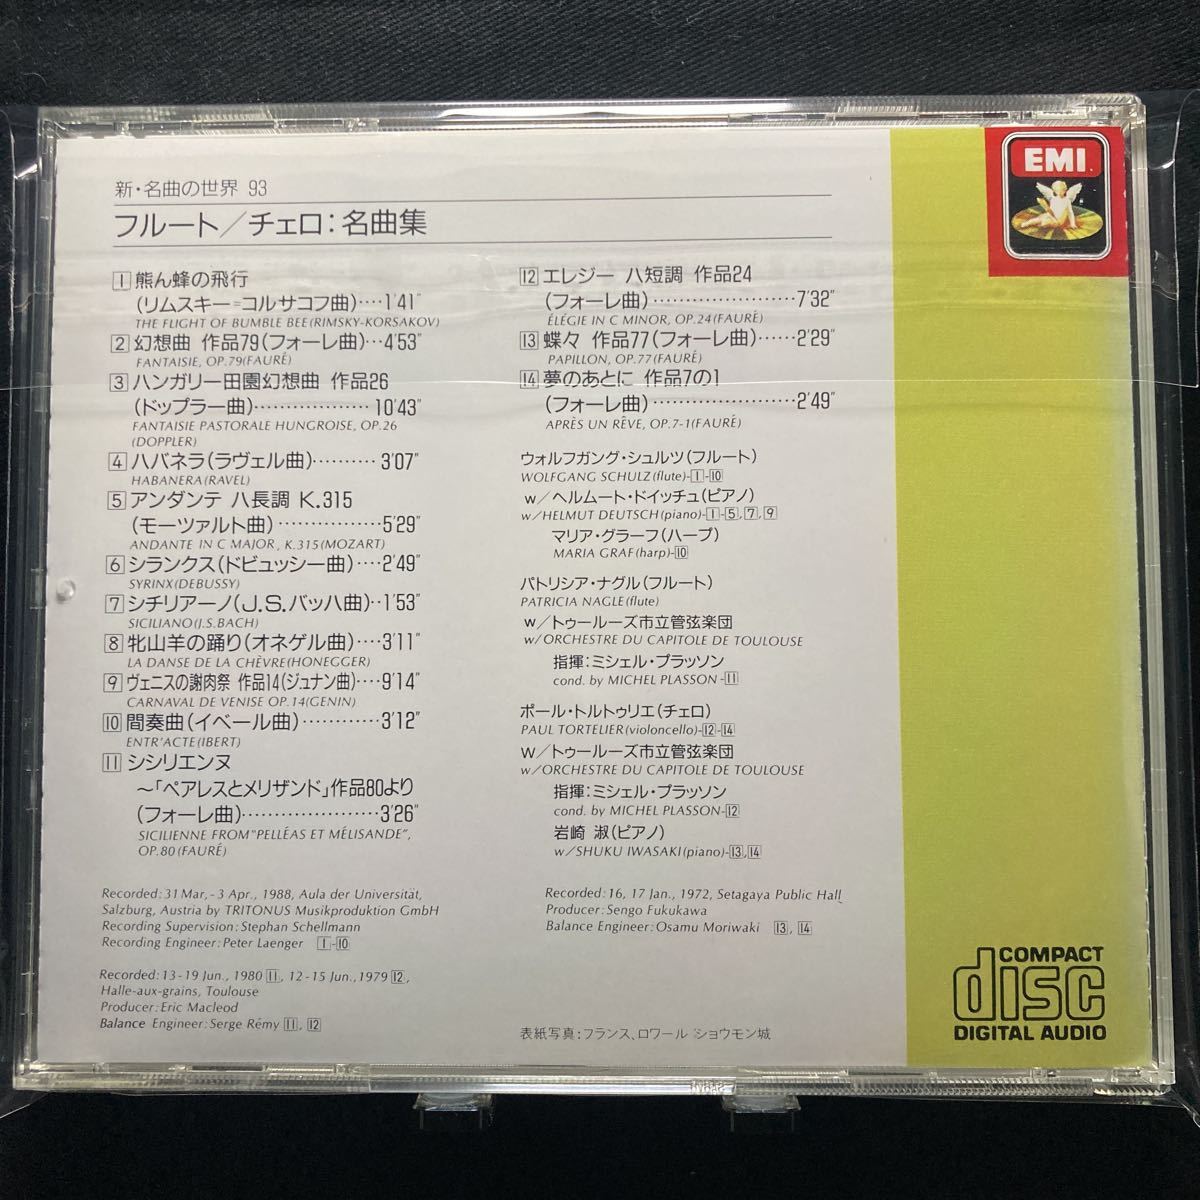 新・名曲の世界 93
フルート/チェロ:名曲集
1 熊ん蜂の飛行
(リムスキー=コルサコフ曲)‥‥1'41"
THE FLIGHT OF BUMBLE BEE(RIMSKY-KORSAKOV)
2 幻想曲 作品79(フォーレ曲)‥‥4'53"
FANTAISIE, OP.79(FAURÉ)
3 ハンガリー田園幻想曲 作品26
(ドップラー曲)‥‥‥‥‥‥‥ 10'43"
FANTAISIE PASTORALE HUNGROISE, OP.26
(DOPPLER)
4 ハバネラ(ラヴェル曲)‥‥‥‥ 3'07"
HABANERA(RAVEL)
5 アンダンテ ハ長調 K.315
(モーツァルト曲)‥‥‥‥‥‥5'29"
ANDANTE IN C MAJOR, K.315(MOZART)
6 シランクス(ドビュッシー曲)‥‥2'49"
SYRINX(DEBUSSY)
7 シチリアーノ(J.S.バッハ曲)‥1'53"
SICILIANO(J.S.BACH)
8 牝山羊の踊り(オネゲル曲)‥‥3'11"
LA DANSE DE LA CHÈVRE(HONEGGER)
9 ヴェニスの謝肉祭 作品14(ジュナン曲)‥‥9'14"
CARNAVAL DE VENISE OP.14(GENIN)
10 間奏曲(イベール曲)‥‥‥‥‥3'12"
ENTR'ACTE(IBERT)
11 シシリエンヌ
〜「ペアレスとメリザンド」作品80より
(フォーレ曲)‥‥‥‥‥‥‥‥3'26"
SICILIENNE FROM"PELLÉAS ET MÉLISANDE",
OP.80(FAURÉ)
Recorded:31 Mar,-3 Apr., 1988, Aula der Universität,
Salzburg, Austria by TRITONUS Musikproduktion GmbH
Recording Supervision:Stephan Schellmann
Recording Engineer:Peter Laenger 1-10
Recorded:13-19 Jun., 1980 11, 12-15 Jun.,1979 12,
Halle-aux-grains, Toulouse
Producer:Eric Macleod
Balance Engineer:Serge Rémy 11, 12
12 エレジー ハ短調 作品24
(フォーレ曲)‥‥‥‥‥‥‥‥‥‥7'32"
ÉLÉGIE IN C MINOR, OP.24(FAURÉ)
13 蝶々 作品77(フォーレ曲)‥‥‥2'29"
PAPILLON, OP.77(FAURÉ)
14 夢のあとに 作品7の1
(フォーレ曲)‥‥‥‥‥‥‥‥‥‥2'49"
APRÈS UN RÊVE, OP.7-1(FAURÉ)
ウォルフガング・シュルツ(フルート)
WOLFGANG SCHULZ(flute)-1-10
w/ヘルムート・ドイッチュ(ピアノ)
w/HELMUT DEUTSCH(piano)-1-5,7,9
マリア・グラーフ(ハープ)
MARIA GRAF(harp)-10
パトリシア・ナグル(フルート)
PATRICIA NAGLE(flute)
w/トゥールーズ市立管弦楽団
w/ORCHESTRE DU CAPITOLE DE TOULOUSE
指揮:ミシェル・プラッソン
cond. by MICHEL PLASSON-11
ポール・トルトゥリエ(チェロ)
PAUL TORTELIER(violoncello)-12-14
w/トゥールーズ市立管弦楽団
w/ORCHESTRE DU CAPITOLE DE TOULOUSE
指揮:ミシェル・プラッソン
cond. by MICHEL PLASSON-12
岩崎 淑(ピアノ)
w/SHUKU IWASAKI(piano)-13,14
Recorded:16, 17 Jan., 1972, Setagaya Public Hall
Producer:Sengo Fukukawa
Balance Engineer:Osamu Moriwaki 13, 14
表紙写真:フランス、ロワール ショウモン城
EMI
COMPACT
disc
DIGITAL AUDIO